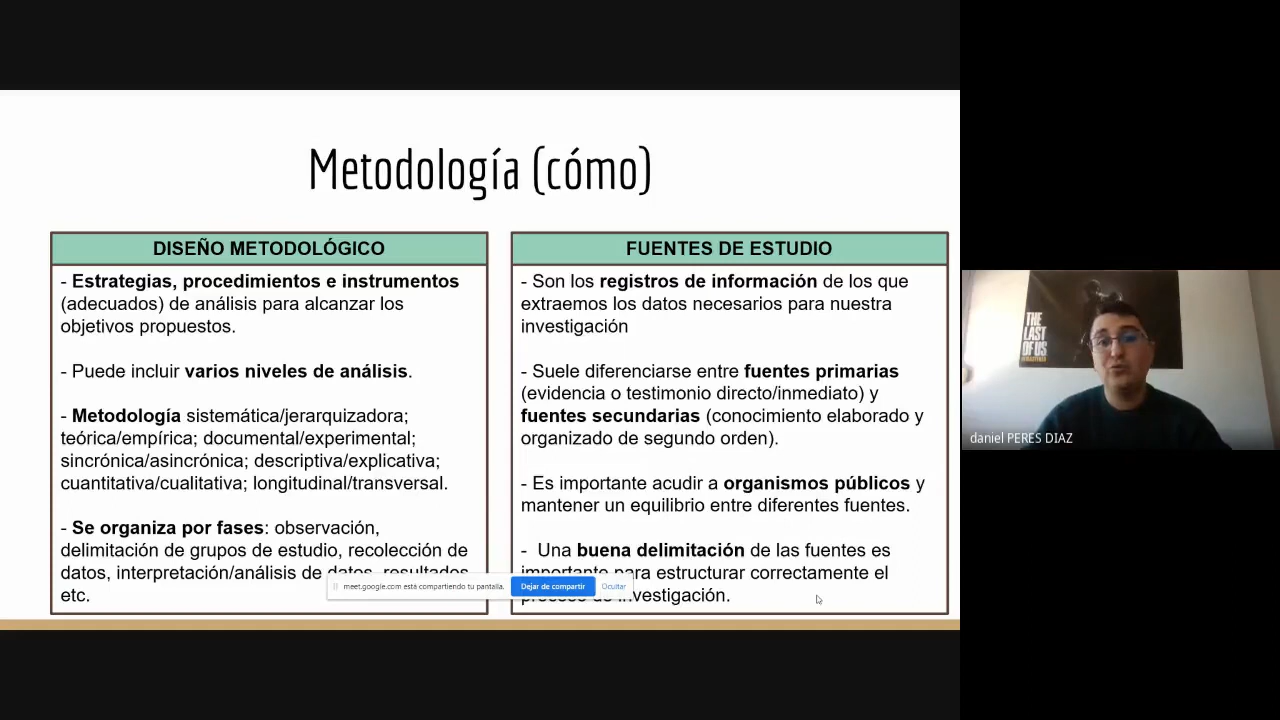 Metodología (cómo)
DISEÑO METODOLÓGICO
- Estrategias, procedimientos e instrumentos
(adecuados) de análisis para alcanzar los
objetivos propuestos.
- Puede incluir varios niveles de análisis.
- Metodología sistemática/jerarquizadora;
teórica/empírica; documental/experimental;
sincrónica/asincrónica; descriptiva/explicativa;
cuantitativa/cualitativa; longitudinal/transversal.
- Se organiza por fases: observación,
delimitación de grupos de estudio, recolección de
datos, interpretación/análisis de datos, resultados
etc.
FUENTES DE ESTUDIO
- Son los registros de información de los que
extraemos los datos necesarios para nuestra
investigación
- Suele diferenciarse entre fuentes primarias
(evidencia o testimonio directo/inmediato) y
fuentes secundarias (conocimiento elaborado y
organizado de segundo orden).
- Es importante acudir a organismos públicos y
mantener un equilibrio entre diferentes fuentes.
- Una buena delimitación de las fuentes es
importante para estructurar correctamente el
proceso de investigación.
meet.google.com está compartiendo tu pantalla.
Dejar de compartir
Ocultar
THE
LAST
OF US
daniel PERES DIAZ